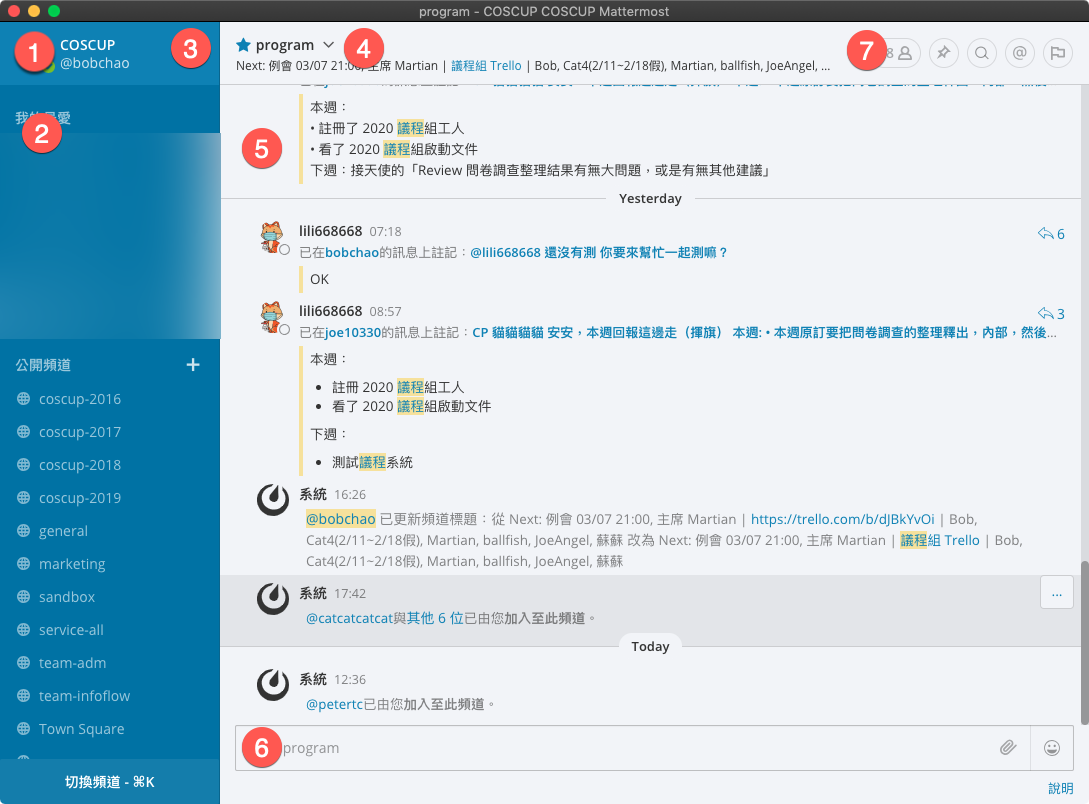 program - COSCUP COSCUP Mattermost
1
COSCUP
@bobchao
3
2
公開頻道
coscup-2016
coscup-2017
coscup-2018
coscup-2019
general
marketing
sandbox
service-all
team-adm
team-infoflow
Town Square
切換頻道 - ⌘K
program
4
7
8
Next: 例會 03/07 21:00, 主席 Martian | 議程組 Trello | Bob, Cat4(2/11~2/18假), Martian, ballfish, JoeAngel, ...
5
本週：
• 註冊了 2020 議程組工人
• 看了 2020 議程組啟動文件
下週：接天使的「Review 問卷調查整理結果有無大問題，或是有無其他建議」
Yesterday
lili668668 07:18
6
已在bobchao的訊息上註記：@lili668668 還沒有測 你要來幫忙一起測嘛？
OK
lili668668 08:57
3
已在joe10330的訊息上註記：CP 貓貓貓貓 安安，本週回報這邊走（揮旗） 本週: • 本週原訂要把問卷調查的整理釋出，內部，然後...
本週：
• 註冊 2020 議程組工人
• 看了 2020 議程組啟動文件
下週：
• 測試議程系統
系統 16:26
@bobchao 已更新頻道標題：從 Next: 例會 03/07 21:00, 主席 Martian | https://trello.com/b/dJBkYvOi | Bob,
Cat4(2/11~2/18假), Martian, ballfish, JoeAngel, 蘇蘇 改為 Next: 例會 03/07 21:00, 主席 Martian | 議程組 Trello | Bob,
Cat4(2/11~2/18假), Martian, ballfish, JoeAngel, 蘇蘇
系統 17:42
...
@catcatcatcat與其他 6 位已由您加入至此頻道。
Today
系統 12:36
@petertc已由您加入至此頻道。
6
program
說明